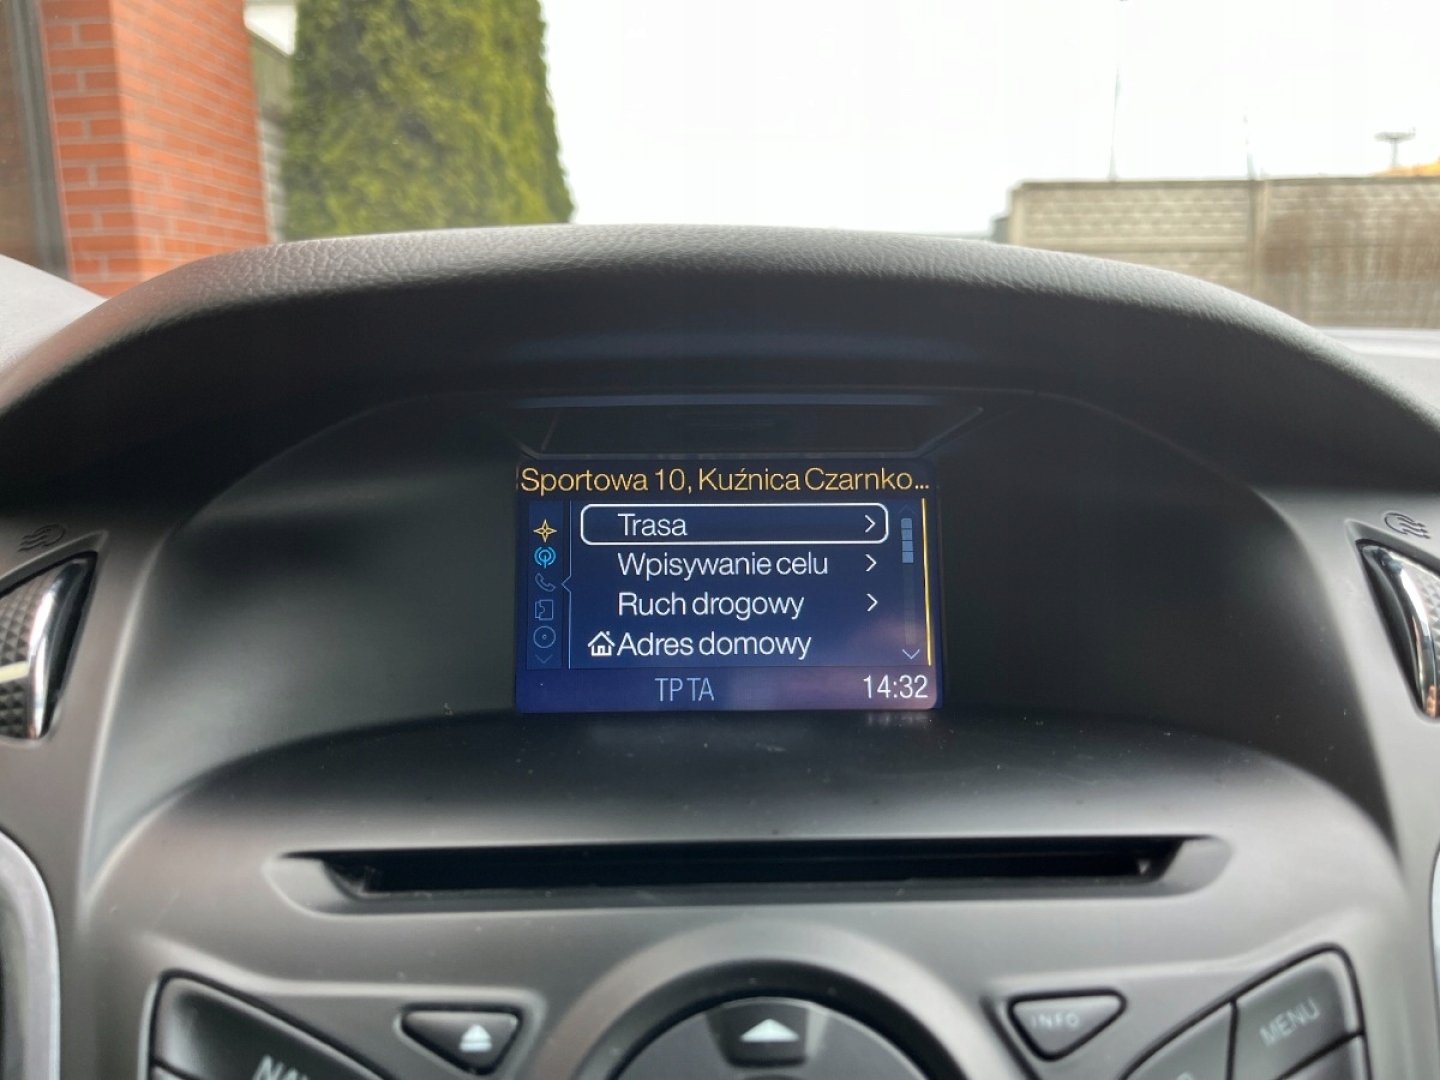 Sportowa 10, Kuźnica Czarnko...
Trasa
Wpisywanie celu
Ruch drogowy
Adres domowy
TP TA
14:32
INFO
MENU